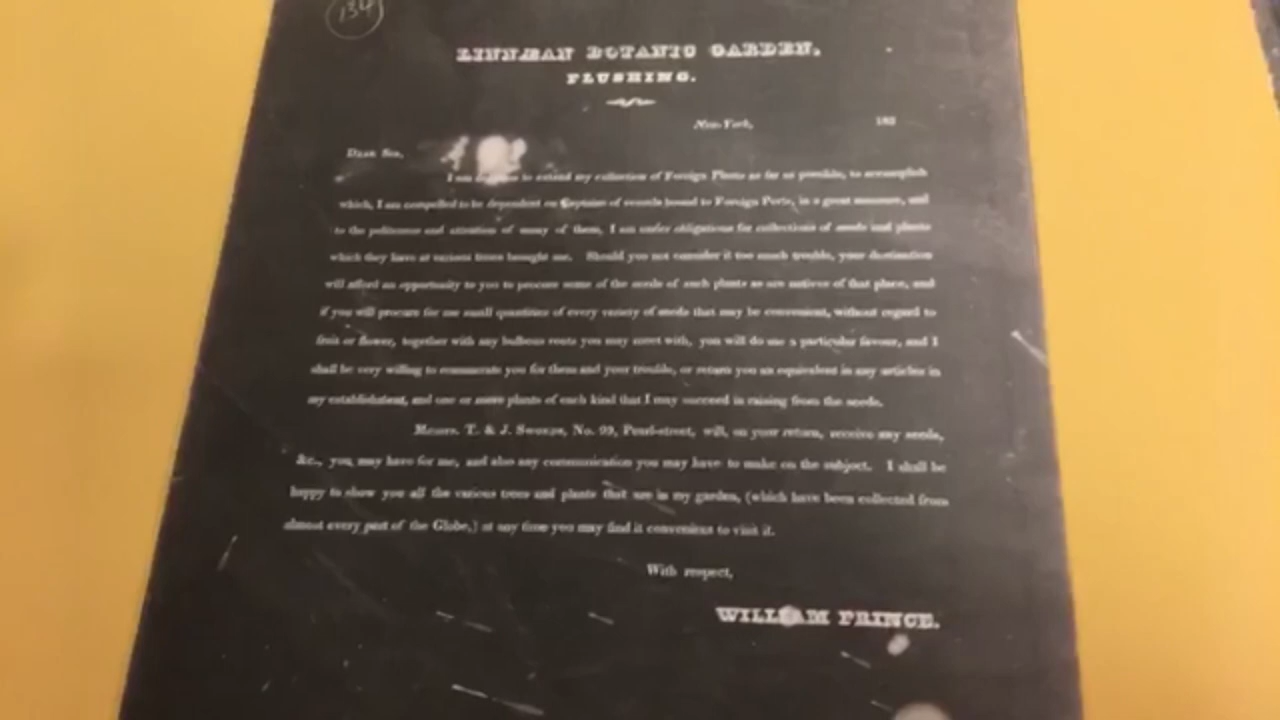 134
LINNÆAN BOTANIC GARDEN.
FLUSHING.
New-York, 182
Dear Sir,
I am to extend my collection of Foreign Plants as far as possible, to accomplish
which, I am compelled to be dependent on Captains of vessels bound to Foreign Ports, in a great measure, and
to the politeness and attention of many of them, I am under obligations for collections of seeds and plants
which they have at various times brought me. Should you not consider it too much trouble, your destination
will afford an opportunity to you to procure some of the seeds of such plants as are natives of that place, and
if you will procure for me small quantities of every variety of seeds that may be convenient, without regard to
fruit or flower, together with any bulbous roots you may meet with, you will do me a particular favour, and I
shall be very willing to remunerate you for them and your trouble, or return you an equivalent in any articles in
my establishment, and one or more plants of each kind that I may succeed in raising from the seeds.
Messrs. T. & J. Swords, No. 99, Pearl-street, will, on your return, receive any seeds,
&c., you may have for me, and also any communication you may have to make on the subject. I shall be
happy to show you all the various trees and plants that are in my garden, (which have been collected from
almost every part of the Globe,) at any time you may find it convenient to visit it.
With respect,
WILLIAM PRINCE.